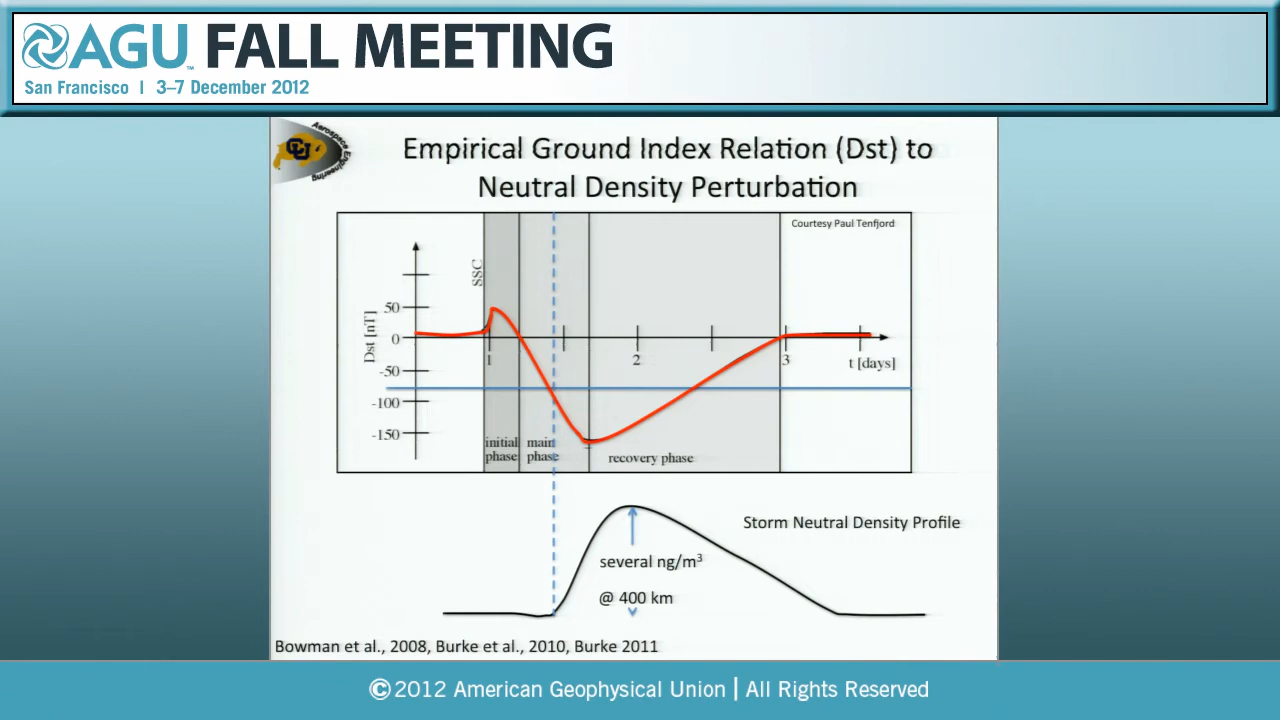 AGU™ FALL MEETING
San Francisco | 3–7 December 2012
CU
Aerospace
Engineering
Empirical Ground Index Relation (Dst) to
Neutral Density Perturbation
Courtesy Paul Tenfjord
SSC
Dst [nT]
50
0
-50
-100
-150
1
2
3
t [days]
initial
phase
main
phase
recovery phase
Storm Neutral Density Profile
several ng/m³
@ 400 km
Bowman et al., 2008, Burke et al., 2010, Burke 2011
©2012 American Geophysical Union | All Rights Reserved